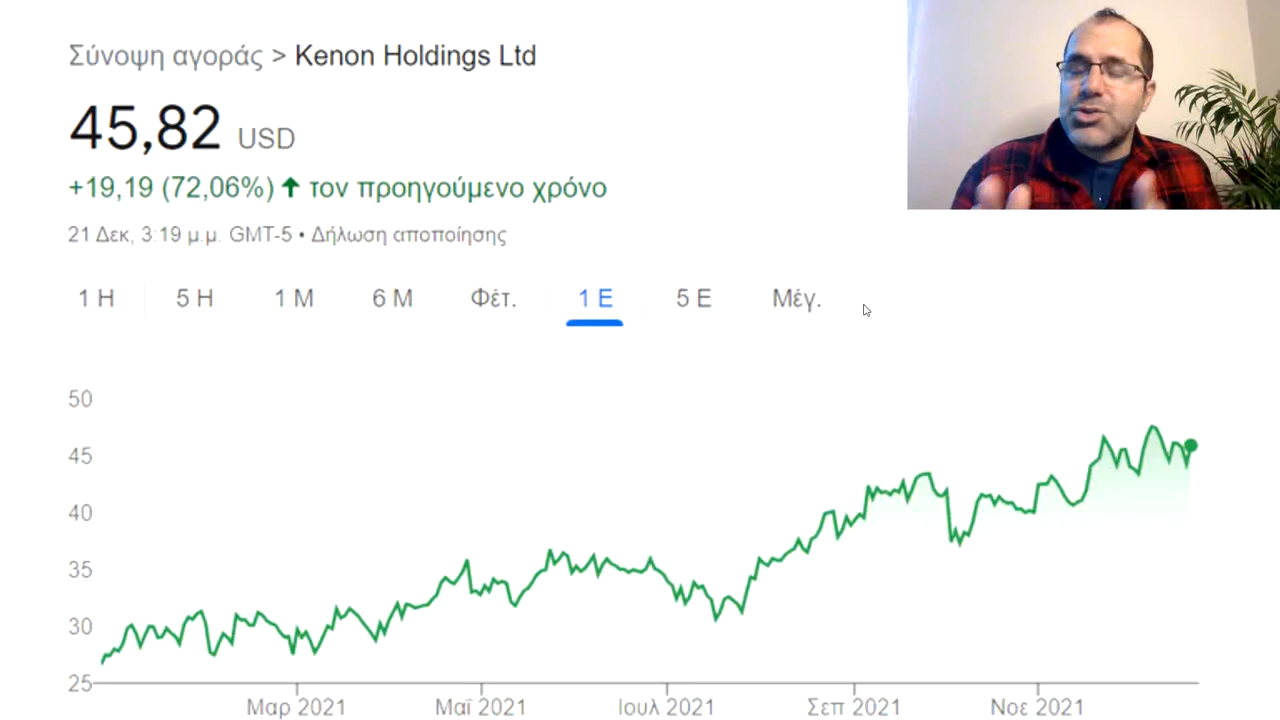 Σύνοψη αγοράς > Kenon Holdings Ltd
45,82 USD
+19,19 (72,06%) ↑ τον προηγούμενο χρόνο
21 Δεκ, 3:19 μ.μ. GMT-5 • Δήλωση αποποίησης
1 Η 5 Η 1 Μ 6 Μ Φέτ. 1 Ε 5 Ε Μέγ.
50
45
40
35
30
25
Μαρ 2021 Μαΐ 2021 Ιουλ 2021 Σεπ 2021 Νοε 2021